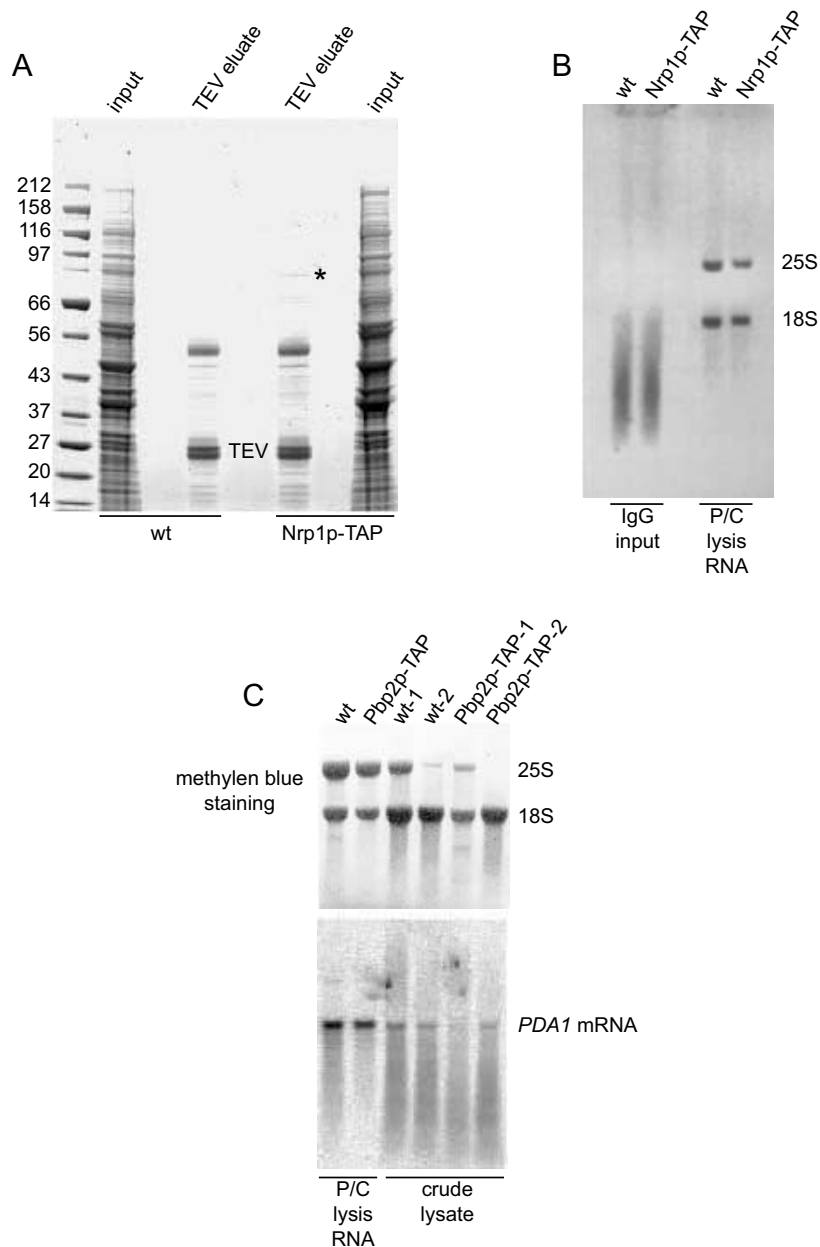 A
input
TEV eluate
TEV eluate
input
212
158
116
97
66
56
43
37
27
20
14
*
TEV
wt
Nrp1p-TAP
B
wt
Nrp1p-TAP
wt
Nrp1p-TAP
25S
18S
IgG
input
P/C
lysis
RNA
C
wt
Pbp2p-TAP
wt-1
wt-2
Pbp2p-TAP-1
Pbp2p-TAP-2
methylen blue
staining
25S
18S
PDA1 mRNA
P/C
lysis
RNA
crude
lysate